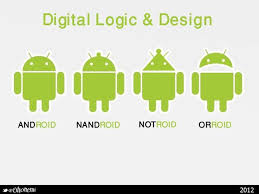 Digital Logic & Design
ANDROID NANDROID NOTROID ORROID
2012